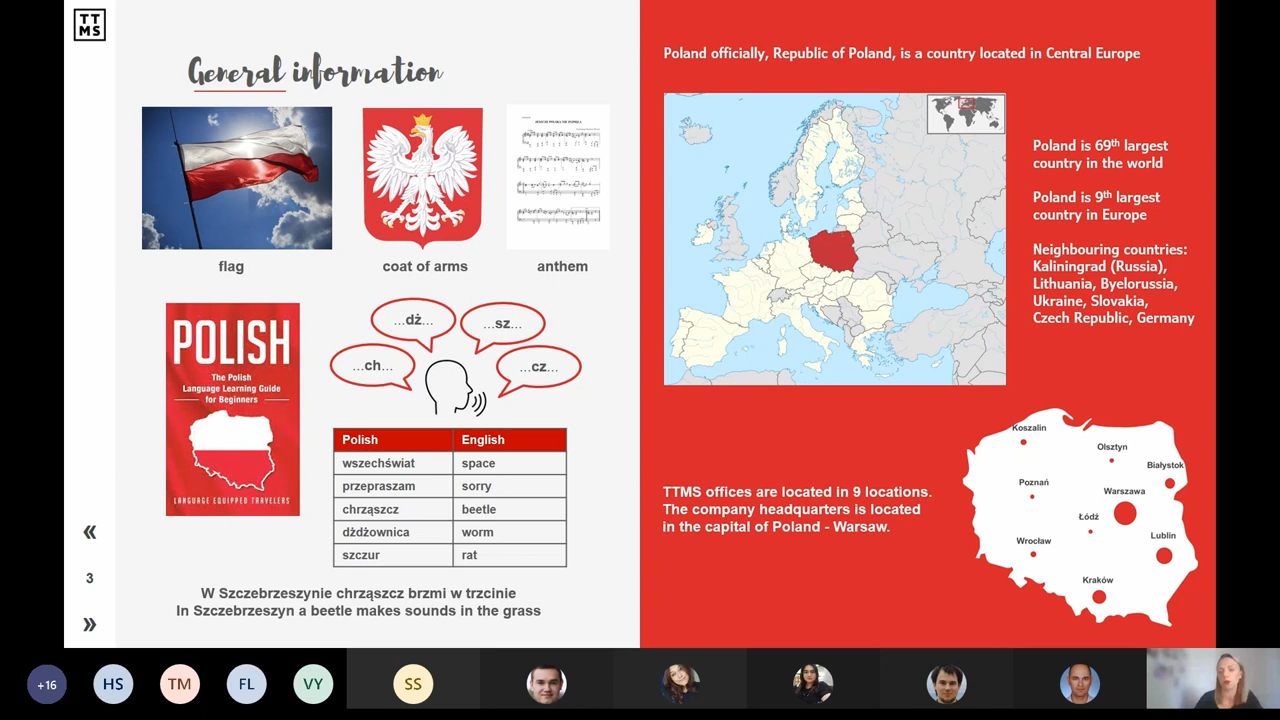 TT
MS
General information
flag
coat of arms
anthem
POLISH
The Polish
Language Learning Guide
for Beginners
LANGUAGE EQUIPPED TRAVELERS
...dż...
...sz...
...ch...
...cz...
Polish English
wszechświat space
przepraszam sorry
chrząszcz beetle
dżdżownica worm
szczur rat
W Szczebrzeszynie chrząszcz brzmi w trzcinie
In Szczebrzeszyn a beetle makes sounds in the grass
«
3
»
Poland officially, Republic of Poland, is a country located in Central Europe
Poland is 69th largest
country in the world
Poland is 9th largest
country in Europe
Neighbouring countries:
Kaliningrad (Russia),
Lithuania, Byelorussia,
Ukraine, Slovakia,
Czech Republic, Germany
TTMS offices are located in 9 locations.
The company headquarters is located
in the capital of Poland - Warsaw.
Koszalin
Olsztyn
Białystok
Poznań
Warszawa
Łódź
Wrocław
Lublin
Kraków
+16 HS TM FL VY SS